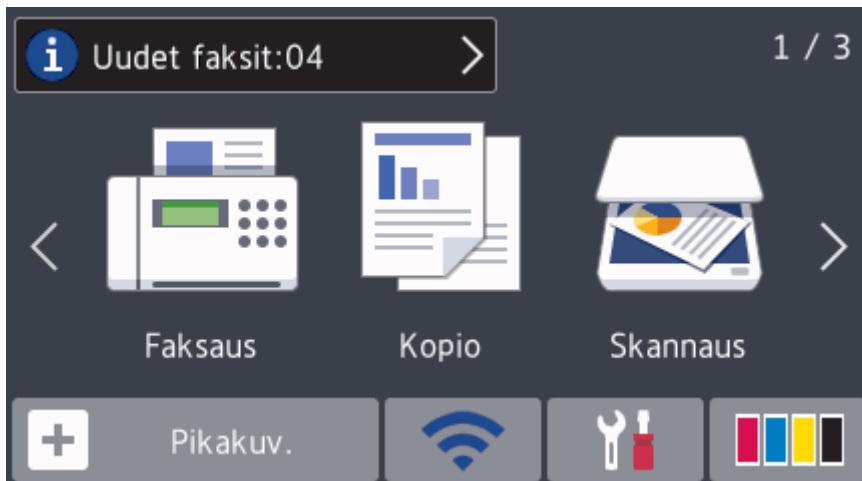 Uudet faksit:04
1 / 3
Faksaus
Kopio
Skannaus
Pikakuv.